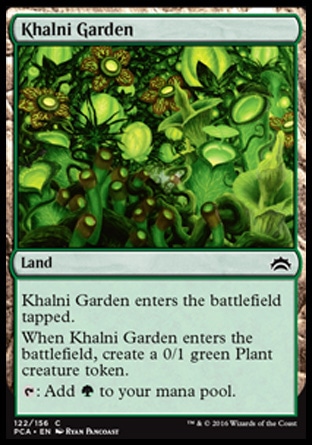 Khalni Garden
Land
Khalni Garden enters the battlefield
tapped.
When Khalni Garden enters the
battlefield, create a 0/1 green Plant
creature token.
: Add to your mana pool.
122/156 C
PCA • EN Ryan Pancoast
™ & © 2016 Wizards of the Coast